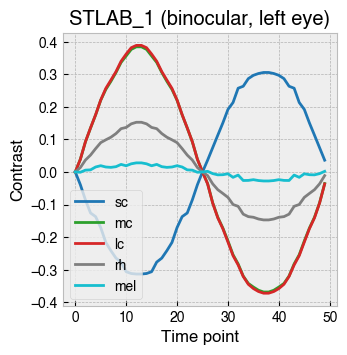 STLAB_1 (binocular, left eye)
0.4
0.3
0.2
0.1
0.0
−0.1
−0.2
−0.3
−0.4
Contrast
sc
mc
lc
rh
mel
0 10 20 30 40 50
Time point